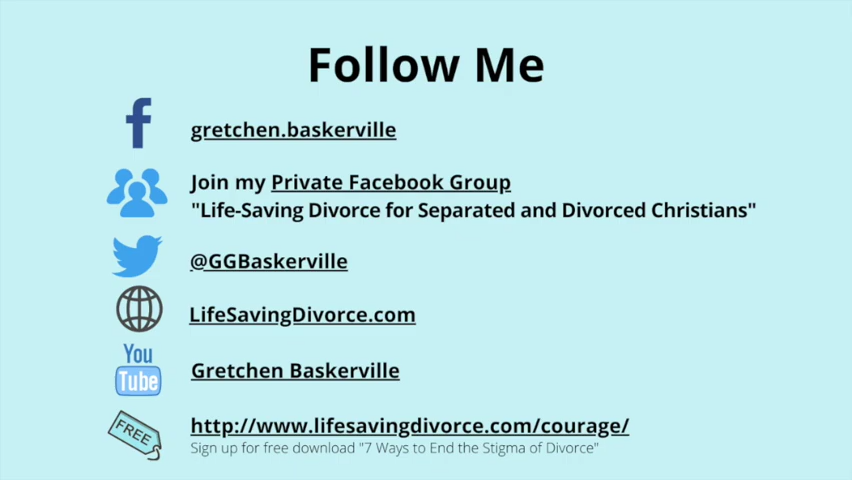 Follow Me
gretchen.baskerville
Join my Private Facebook Group
"Life-Saving Divorce for Separated and Divorced Christians"
@GGBaskerville
LifeSavingDivorce.com
You
Tube
Gretchen Baskerville
FREE
http://www.lifesavingdivorce.com/courage/
Sign up for free download "7 Ways to End the Stigma of Divorce"